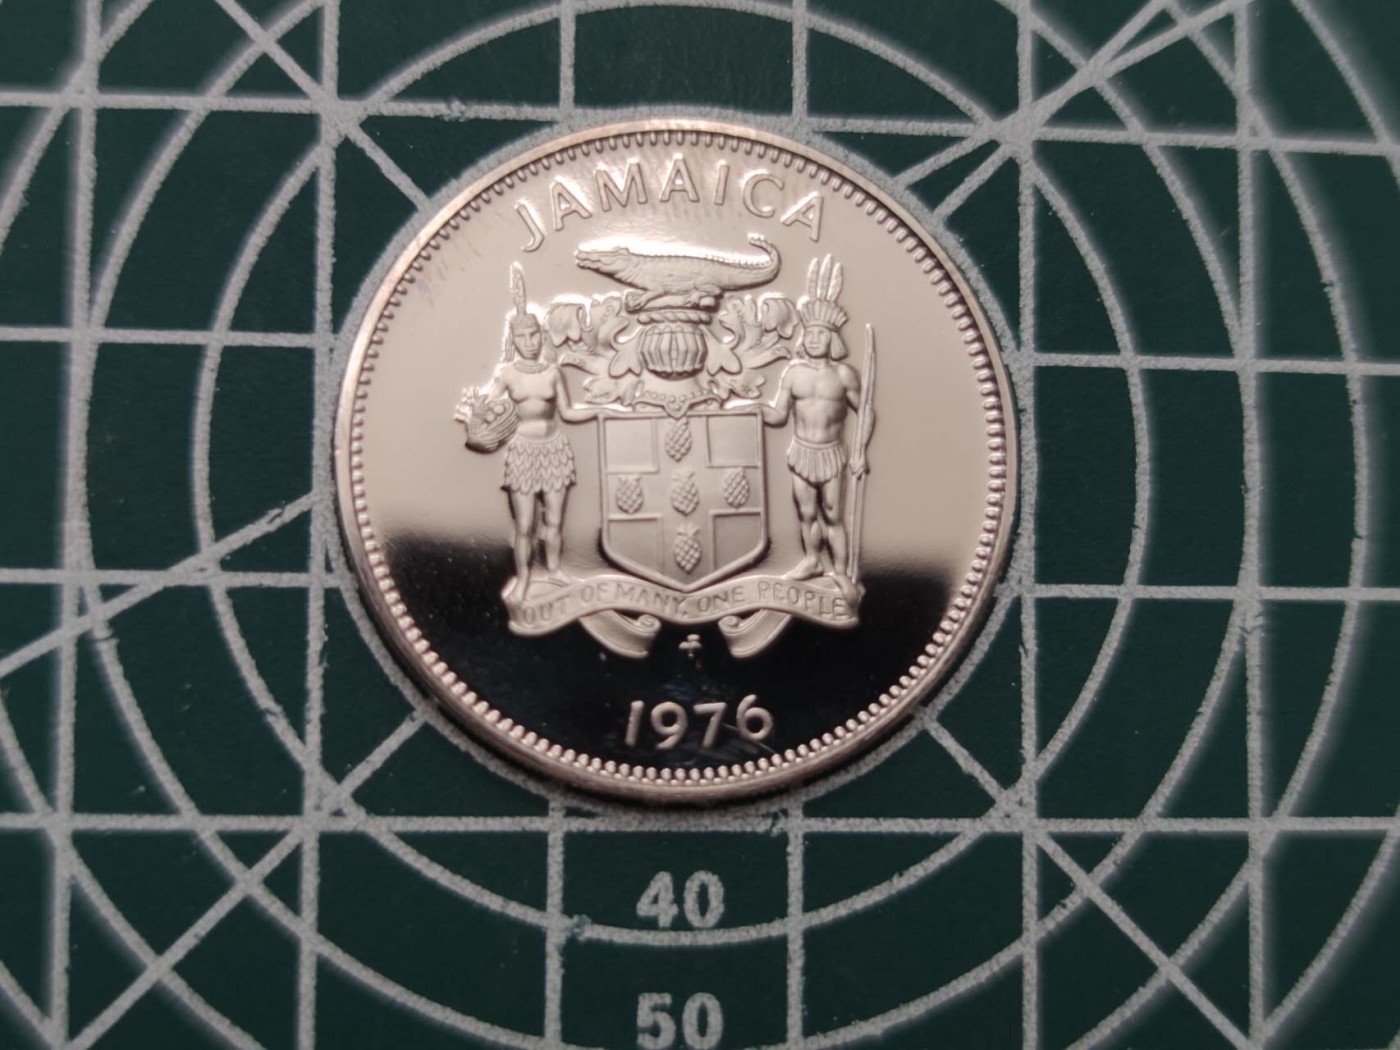 JAMAICA
OUT OF MANY, ONE PEOPLE
1976
40
50